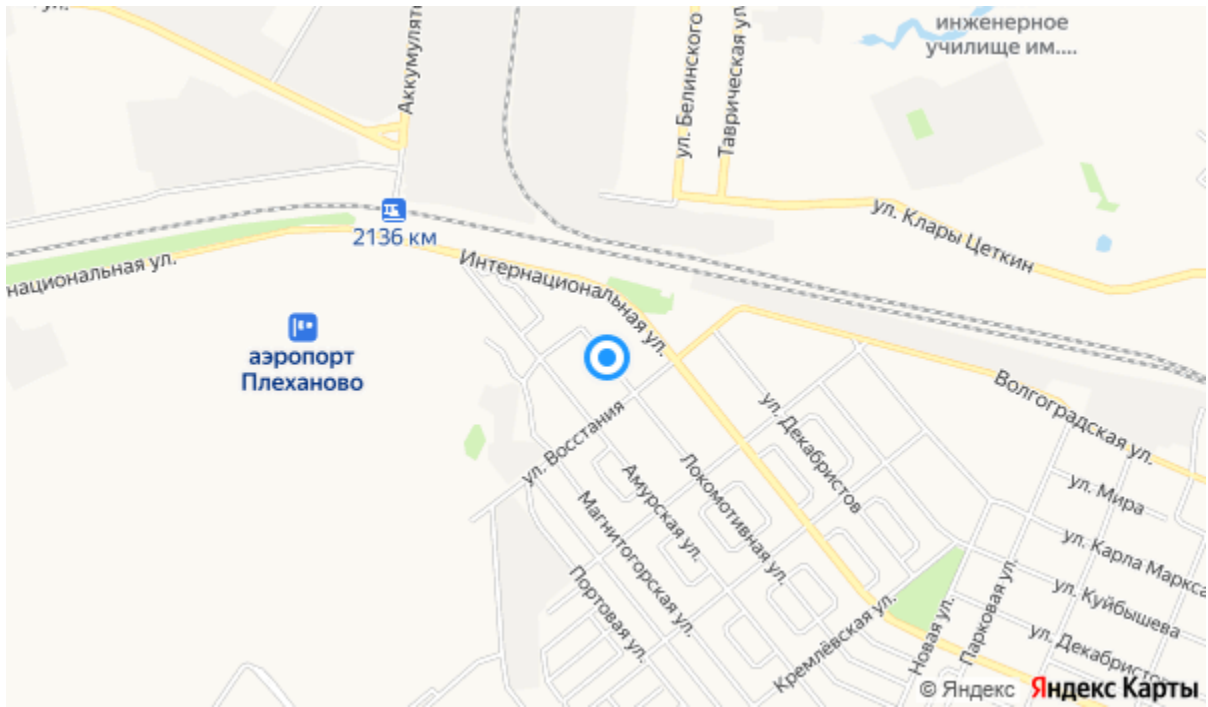 ул.
Аккумулят
ул. Белинского
Таврическая ул
инженерное
училище им....
ул. Клары Цеткин
2136 км
национальная ул.
Интернациональная ул.
аэропорт
Плеханово
Волгоградская ул.
ул. Декабристов
ул. Восстания
Локомотивная ул.
Амурская ул.
Магнитогорская ул.
Портовая ул.
ул. Мира
ул. Карла Маркса
ул. Куйбышева
Парковая ул.
Новая ул.
Кремлёвская ул.
ул. Декабристов
© Яндекс Яндекс Карты